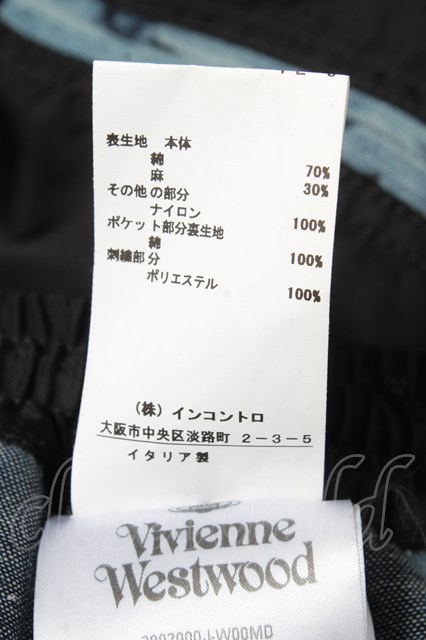 表生地 本体
綿 70%
麻 30%
その他の部分
ナイロン 100%
ポケット部分裏生地
綿 100%
刺繍部分
ポリエステル 100%
(株) インコントロ
大阪市中央区淡路町 2-3-5
イタリア製
Vivienne
Westwood